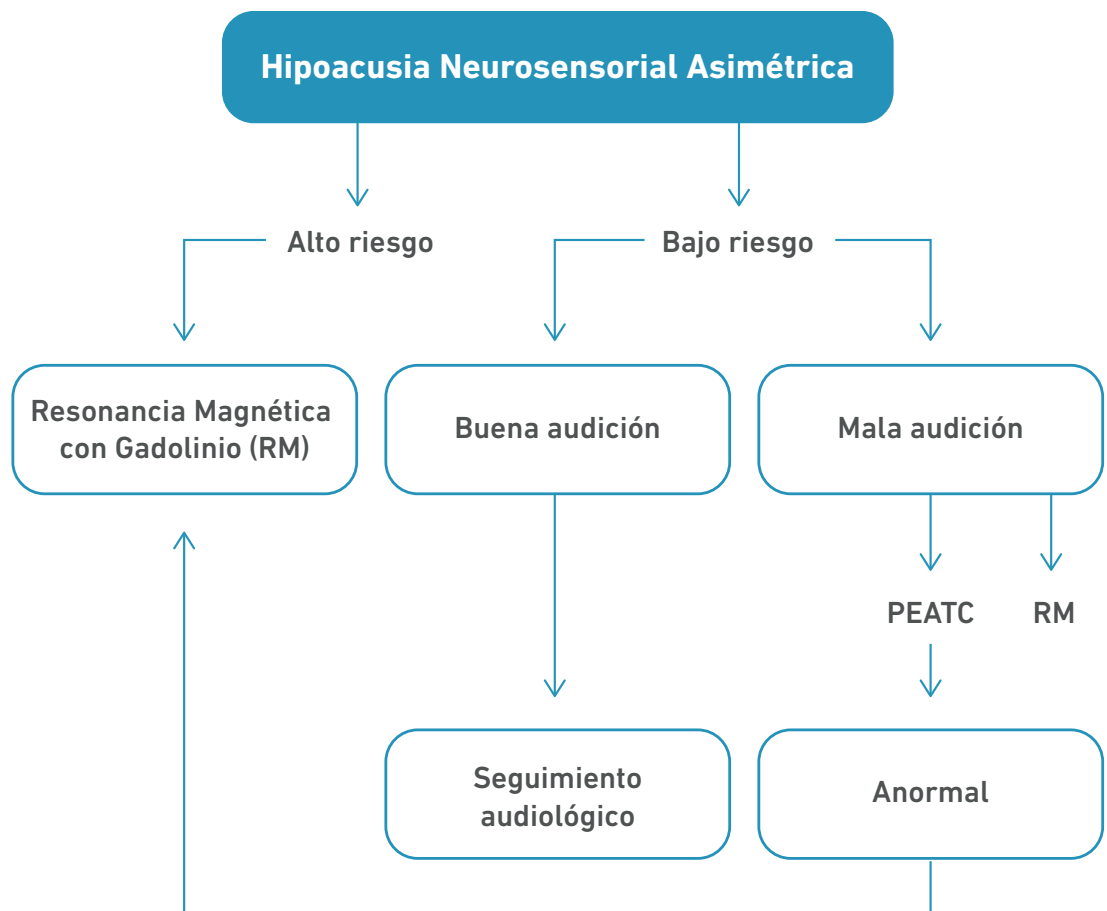 Hipoacusia Neurosensorial Asimétrica
Alto riesgo
Bajo riesgo
Resonancia Magnética
con Gadolinio (RM)
Buena audición
Mala audición
PEATC
RM
Seguimiento
audiológico
Anormal